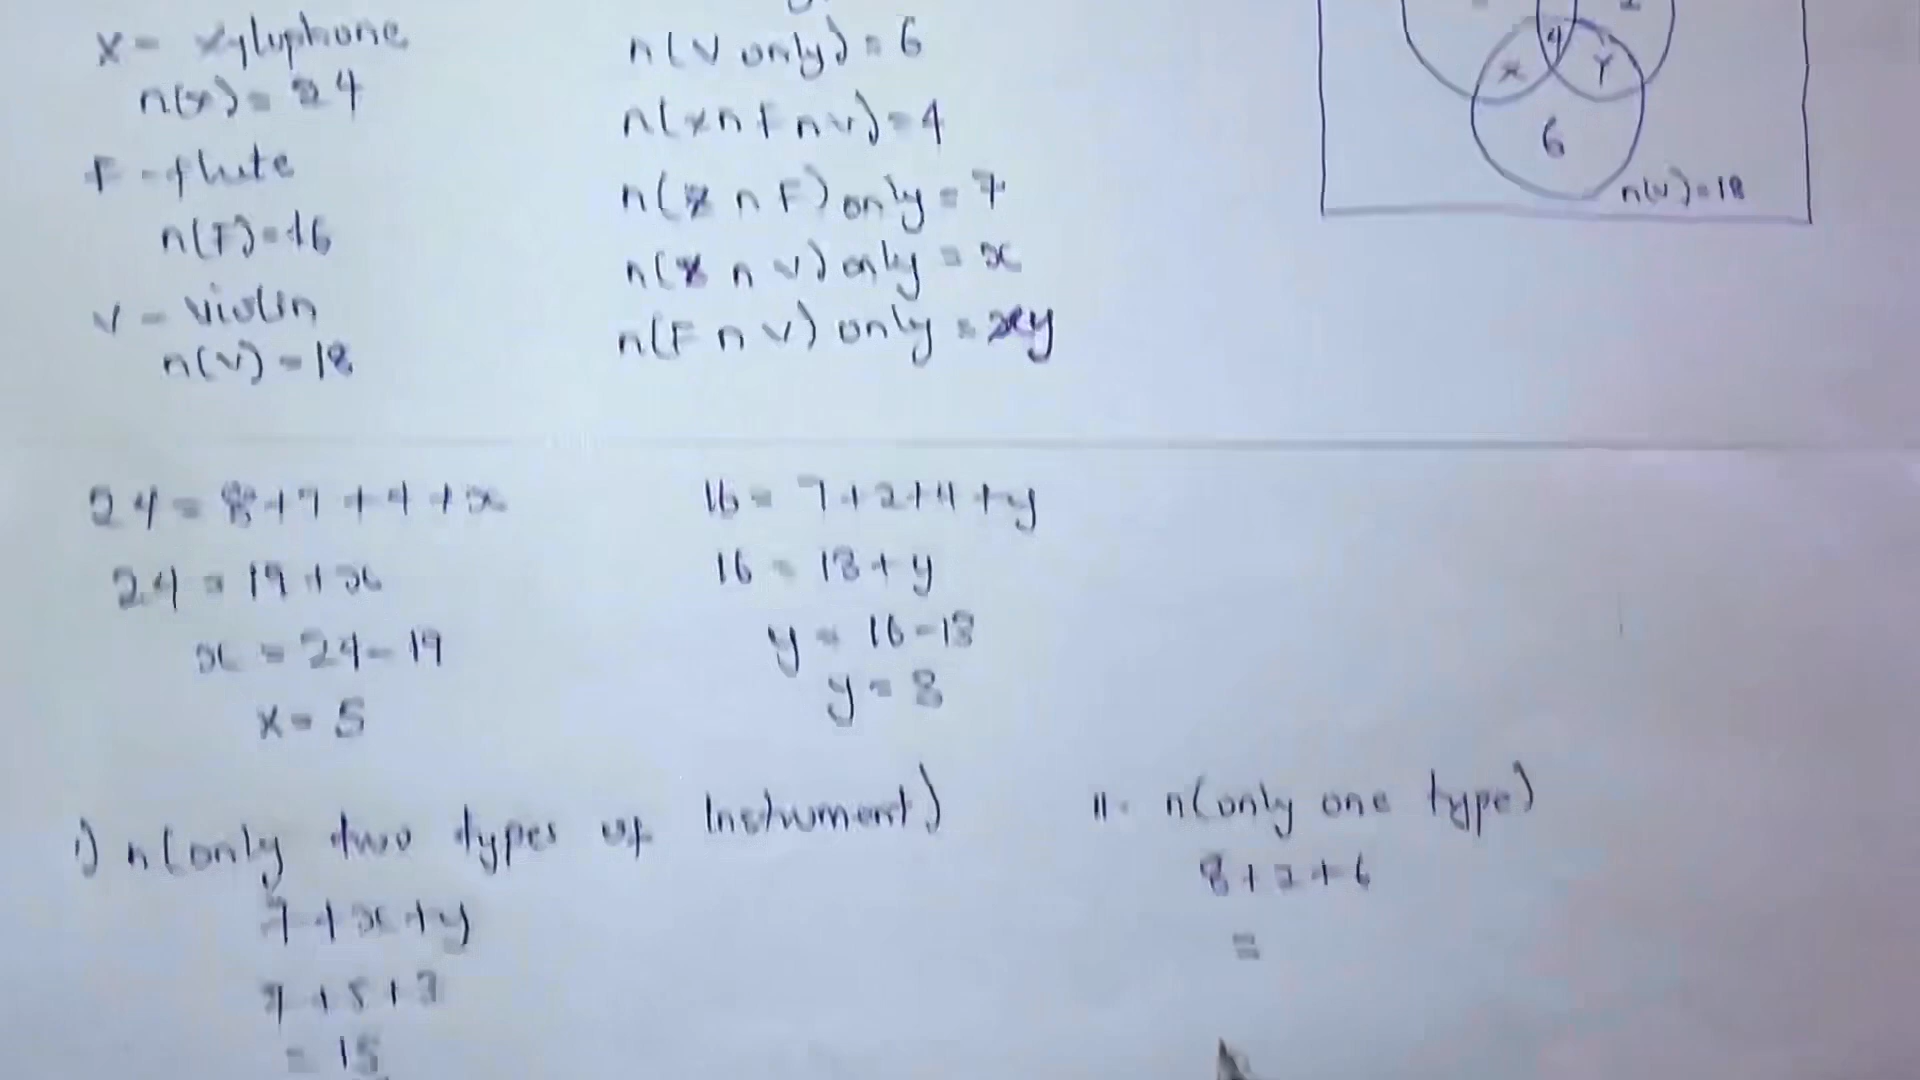 x = xylophone
n(x) = 24
F - flute
n(F) = 16
V - violin
n(V) = 18
n(V only) = 6
n(x n F n V) = 4
n(x n F) only = 7
n(x n V) only = x
n(F n V) only = y
4
x
y
6
n(V) = 18
24 = 8 + 7 + 4 + x
24 = 19 + x
x = 24 - 19
x = 5
16 = 7 + 2 + 4 + y
16 = 13 + y
y = 16 - 13
y = 3
i) n(only two types of Instrument)
7 + x + y
7 + 5 + 3
= 15
II. n(only one type)
8 + 2 + 6
=